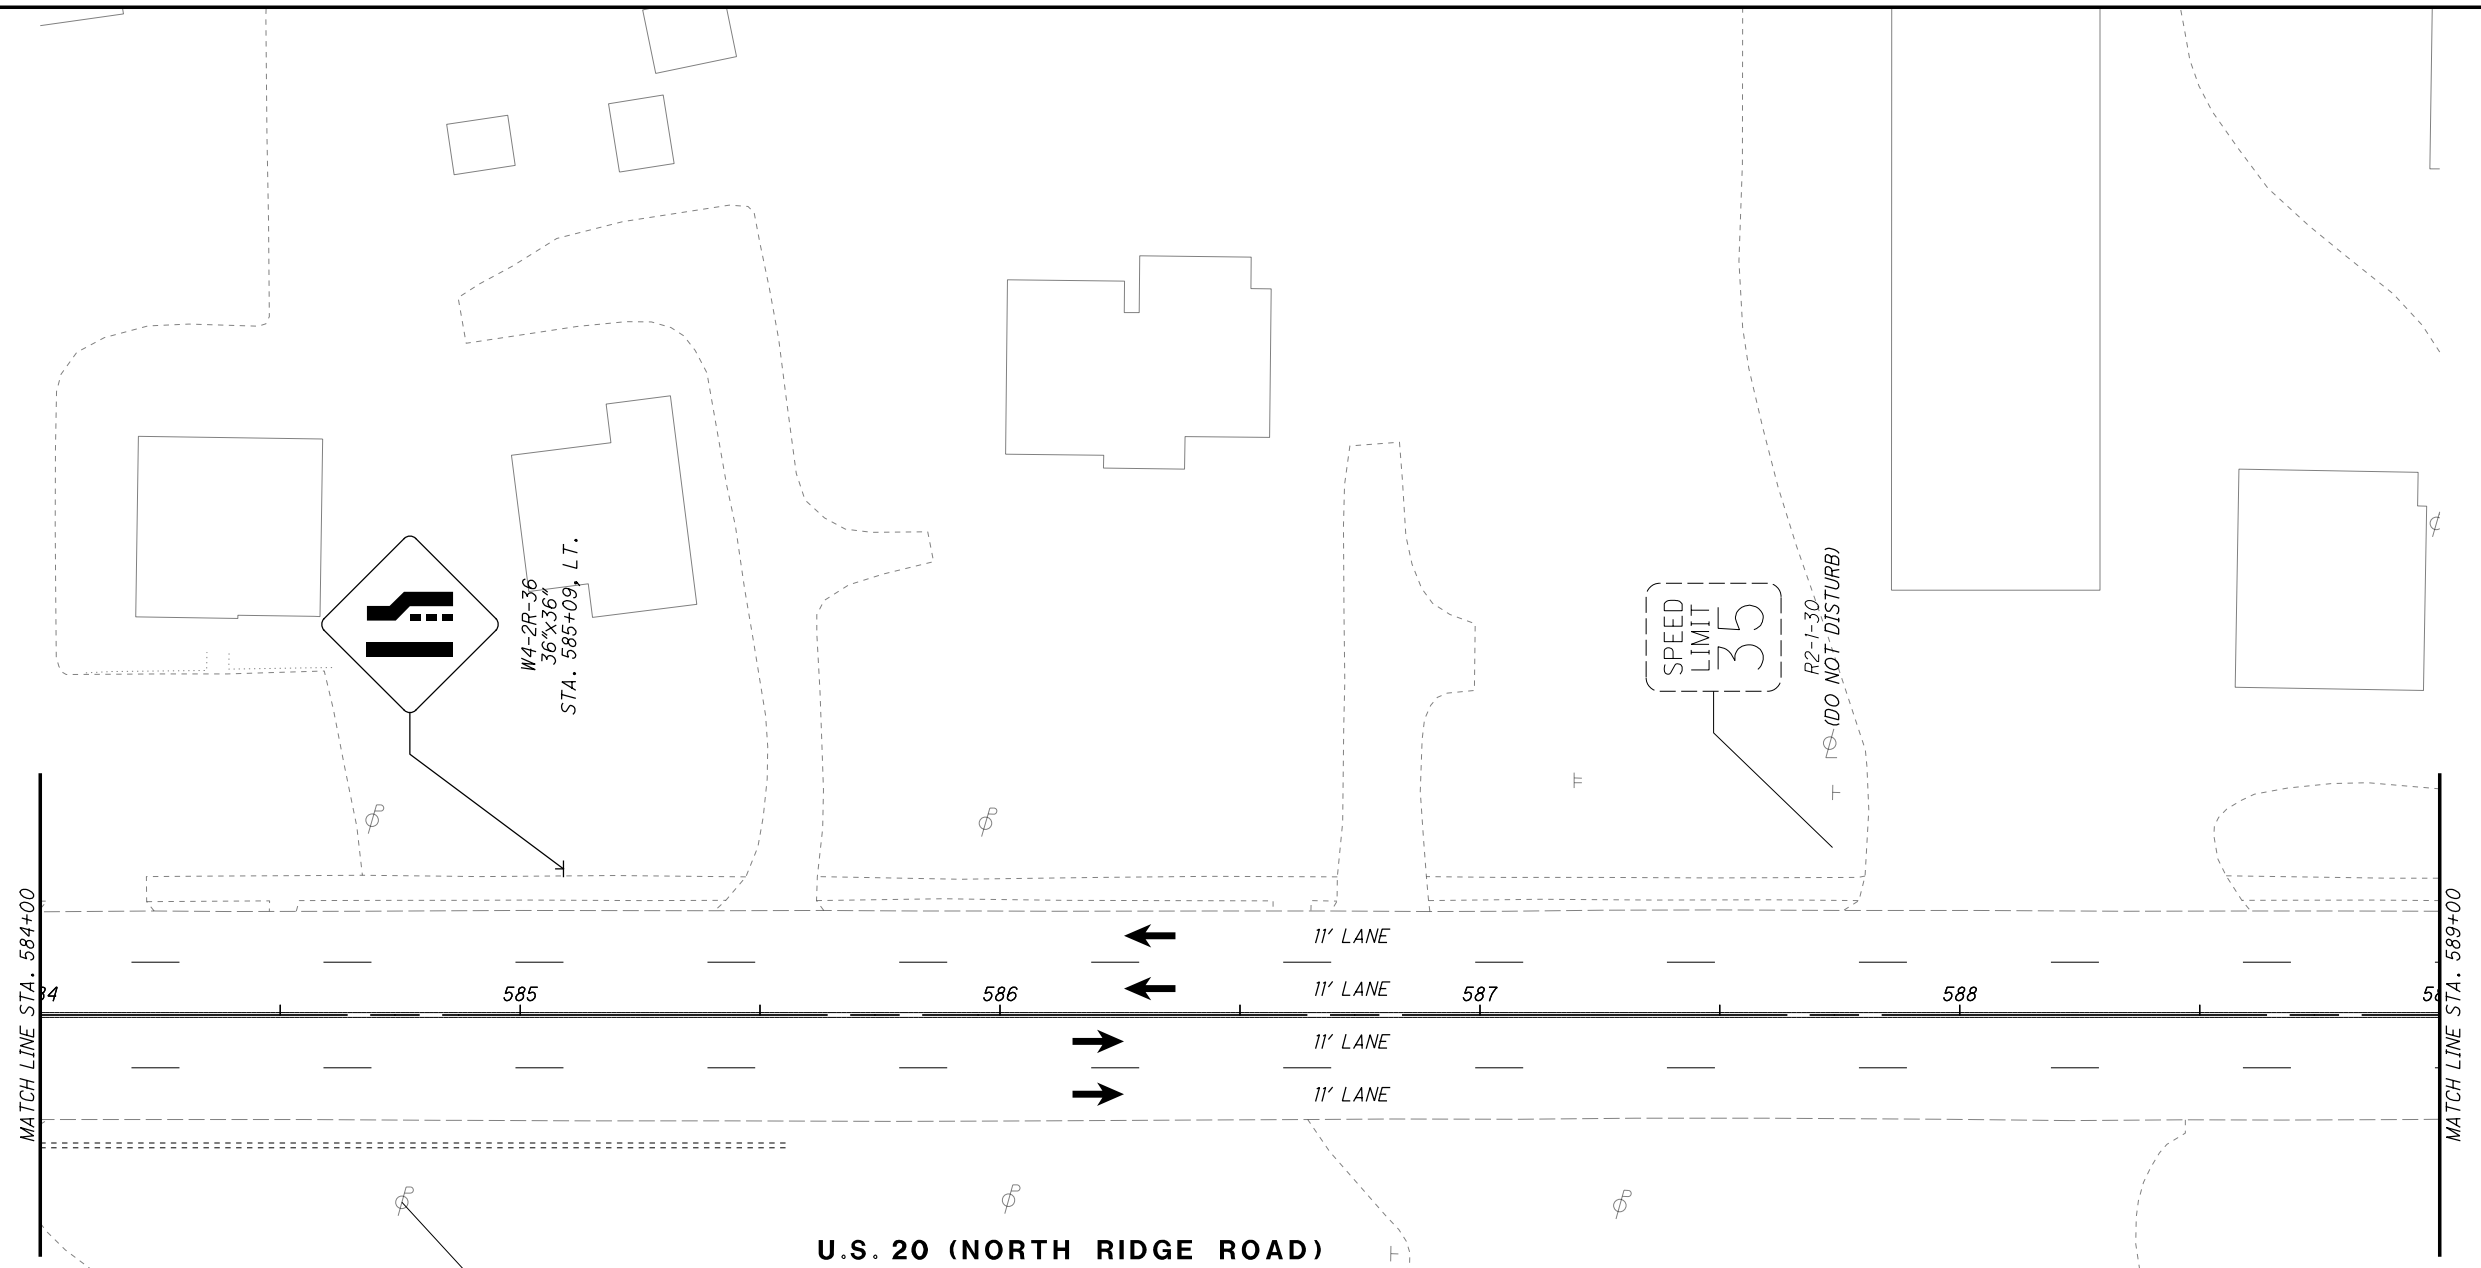 W4-2R-36
36"x36"
STA. 585+09, LT.
SPEED
LIMIT
35
R2-1-30
(DO NOT DISTURB)
MATCH LINE STA. 584+00
MATCH LINE STA. 589+00
11' LANE
11' LANE
585
586
587
588
11' LANE
11' LANE
U.S. 20 (NORTH RIDGE ROAD)